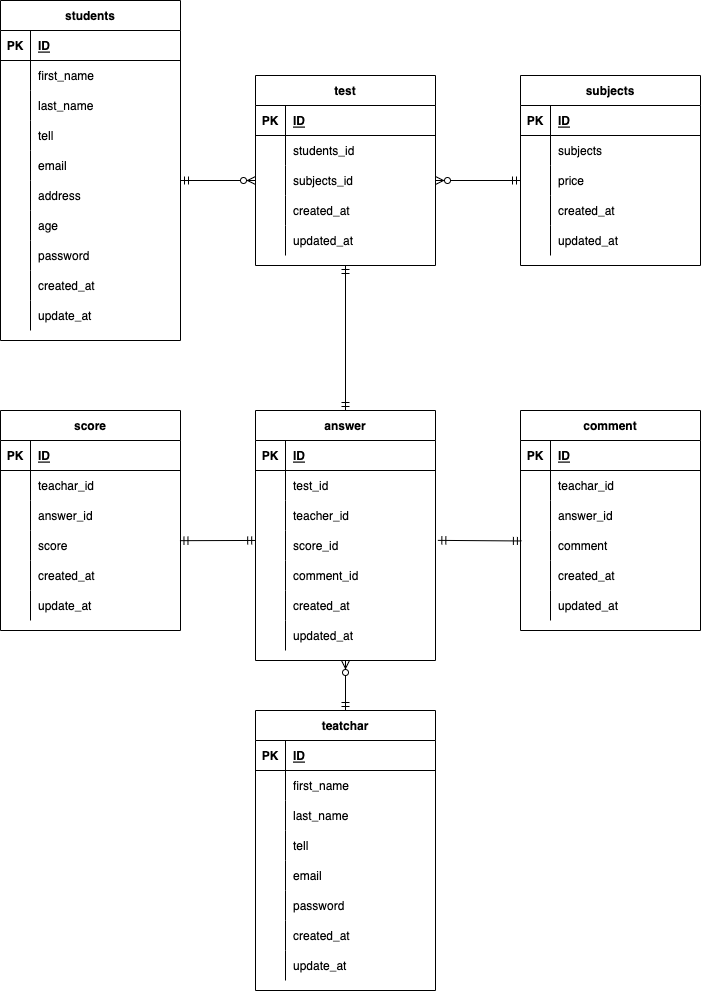 students
PK ID
first_name
last_name
tell
email
address
age
password
created_at
update_at
test
PK ID
students_id
subjects_id
created_at
updated_at
subjects
PK ID
subjects
price
created_at
updated_at
score
PK ID
teachar_id
answer_id
score
created_at
update_at
answer
PK ID
test_id
teacher_id
score_id
comment_id
created_at
updated_at
comment
PK ID
teachar_id
answer_id
comment
created_at
updated_at
teatchar
PK ID
first_name
last_name
tell
email
password
created_at
update_at